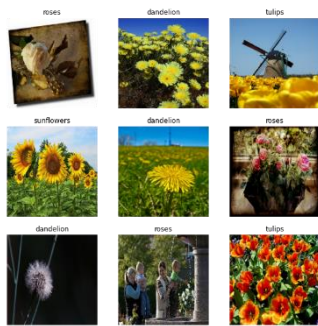 roses
dandelion
tulips
sunflowers
dandelion
roses
dandelion
roses
tulips